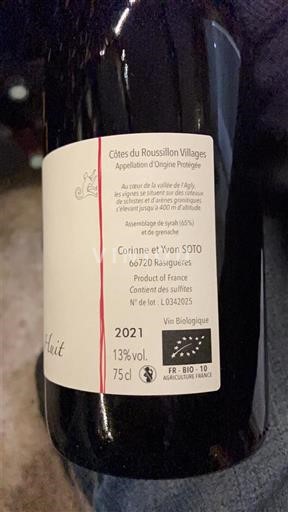 Côtes du Roussillon Villages
Appellation d'Origine Protégée
Au cœur de la vallée de l'Agly,
les vignes se situent sur des coteaux
de schistes et d'arènes granitiques
s'élevant jusqu'à 400 m d'altitude.
Assemblage de syrah (65%)
et de grenache
Corinne et Yvon SOTO
66720 Rasiguères
Product of France
Contient des sulfites
N° de lot : L0342025
Vin Biologique
2021
Huit
13% vol.
75 cl
FR - BIO - 10
AGRICULTURE FRANCE